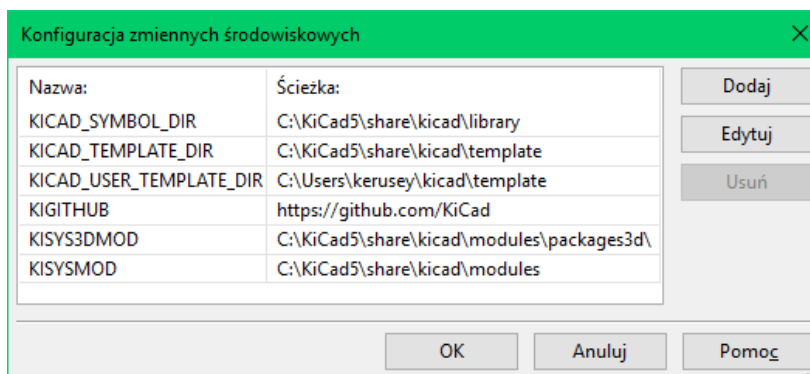 Konfiguracja zmiennych środowiskowych
Nazwa: Ścieżka:
KICAD_SYMBOL_DIR C:\KiCad5\share\kicad\library
KICAD_TEMPLATE_DIR C:\KiCad5\share\kicad\template
KICAD_USER_TEMPLATE_DIR C:\Users\kerusey\kicad\template
KIGITHUB https://github.com/KiCad
KISYS3DMOD C:\KiCad5\share\kicad\modules\packages3d\
KISYSMOD C:\KiCad5\share\kicad\modules
Dodaj
Edytuj
Usuń
OK Anuluj Pomoc